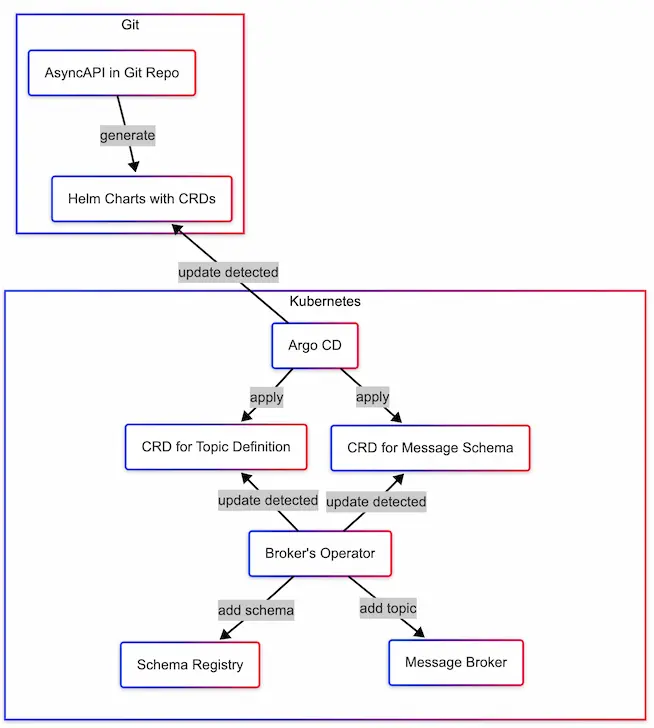 Git
AsyncAPI in Git Repo
generate
Helm Charts with CRDs
update detected
Kubernetes
Argo CD
apply
apply
CRD for Topic Definition
CRD for Message Schema
update detected
update detected
Broker's Operator
add schema
add topic
Schema Registry
Message Broker